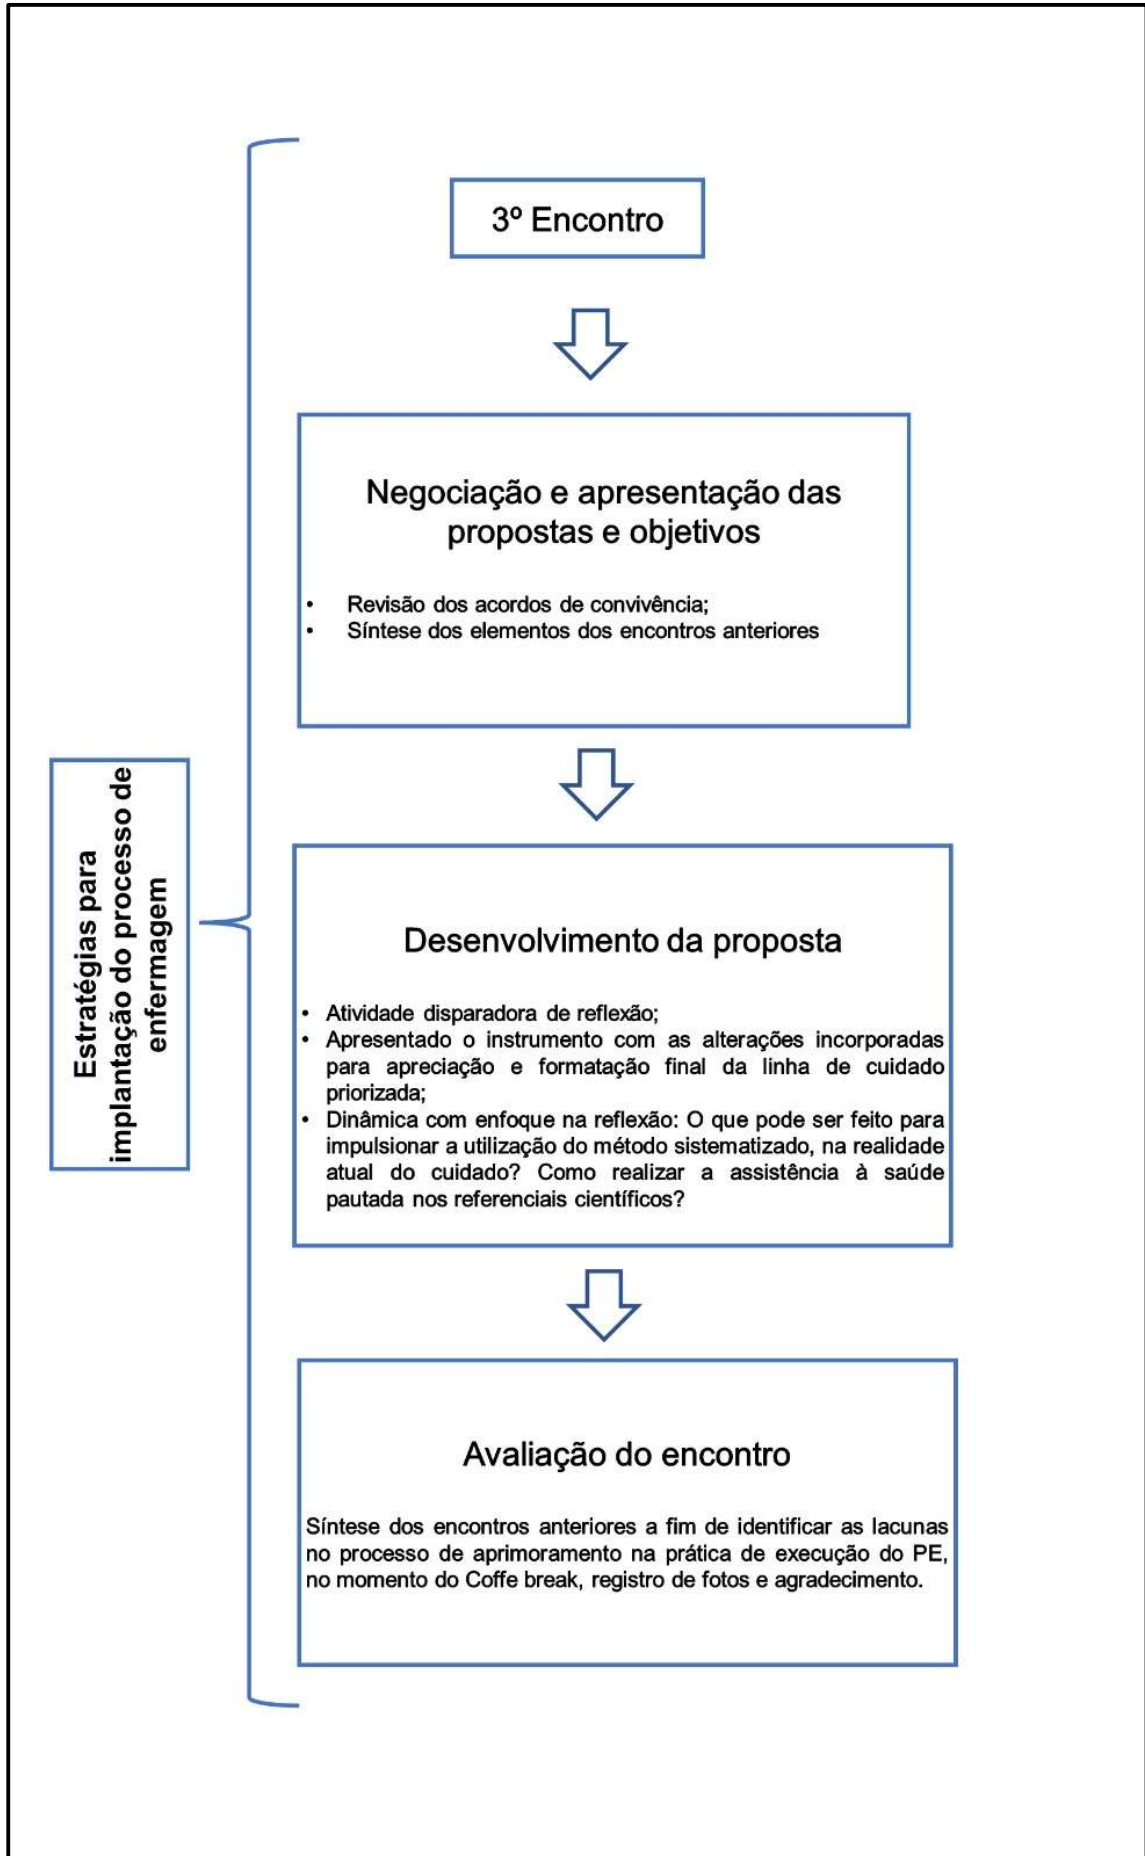 3º Encontro
Negociação e apresentação das
propostas e objetivos
• Revisão dos acordos de convivência;
• Síntese dos elementos dos encontros anteriores
Estratégias para
implantação do processo de
enfermagem
Desenvolvimento da proposta
• Atividade disparadora de reflexão;
• Apresentado o instrumento com as alterações incorporadas
para apreciação e formatação final da linha de cuidado
priorizada;
• Dinâmica com enfoque na reflexão: O que pode ser feito para
impulsionar a utilização do método sistematizado, na realidade
atual do cuidado? Como realizar a assistência à saúde
pautada nos referenciais científicos?
Avaliação do encontro
Síntese dos encontros anteriores a fim de identificar as lacunas
no processo de aprimoramento na prática de execução do PE,
no momento do Coffe break, registro de fotos e agradecimento.